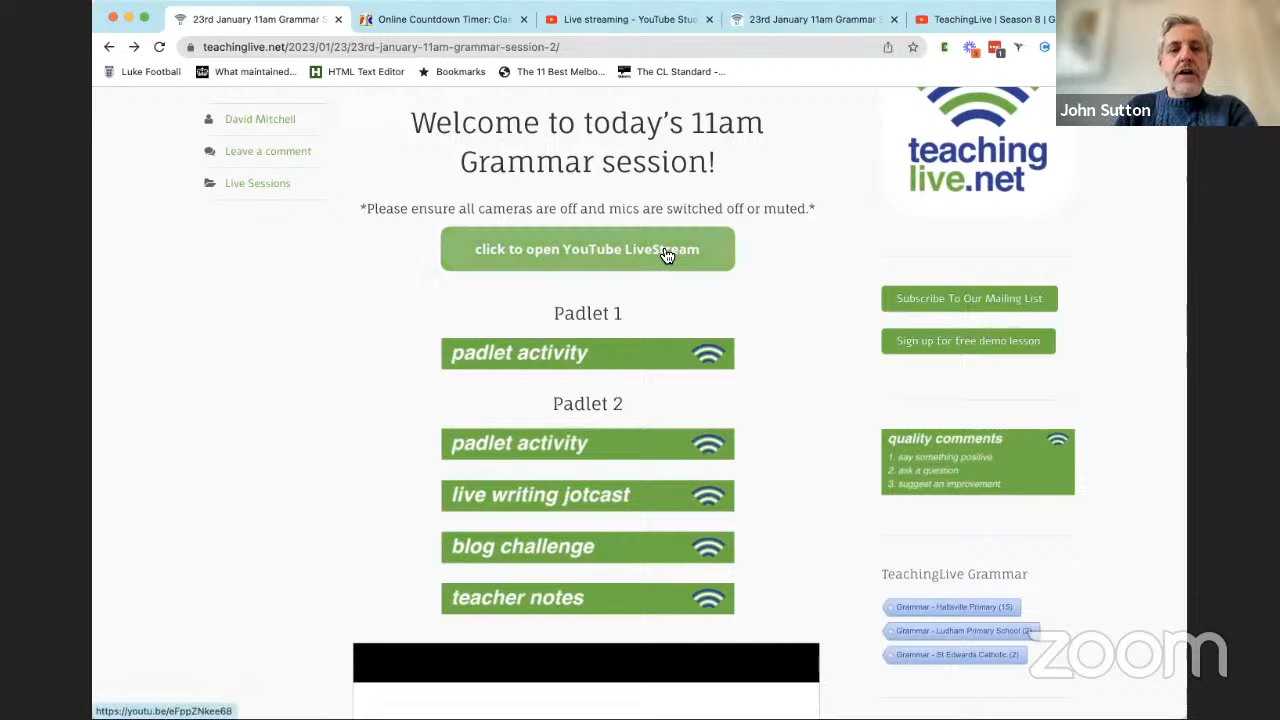 23rd January 11am Grammar S
Online Countdown Timer: Clas
Live streaming - YouTube Stud
23rd January 11am Grammar S
TeachingLive | Season 8 | G
teachinglive.net/2023/01/23/23rd-january-11am-grammar-session-2/
3
1
Luke Football
What maintained...
HTML Text Editor
Bookmarks
The 11 Best Melbo...
The CL Standard -...
John Sutton
David Mitchell
Leave a comment
Live Sessions
Welcome to today's 11am
Grammar session!
*Please ensure all cameras are off and mics are switched off or muted.*
click to open YouTube LiveStream
Padlet 1
padlet activity
Padlet 2
padlet activity
live writing jotcast
blog challenge
teacher notes
teaching
live.net
Subscribe To Our Mailing List
Sign up for free demo lesson
quality comments
1. say something positive
2. ask a question
3. suggest an improvement
TeachingLive Grammar
Grammar - Hallsville Primary (15)
Grammar - Ludham Primary School (2)
Grammar - St Edwards Catholic (2)
zoom
https://youtu.be/eFppZNkee68